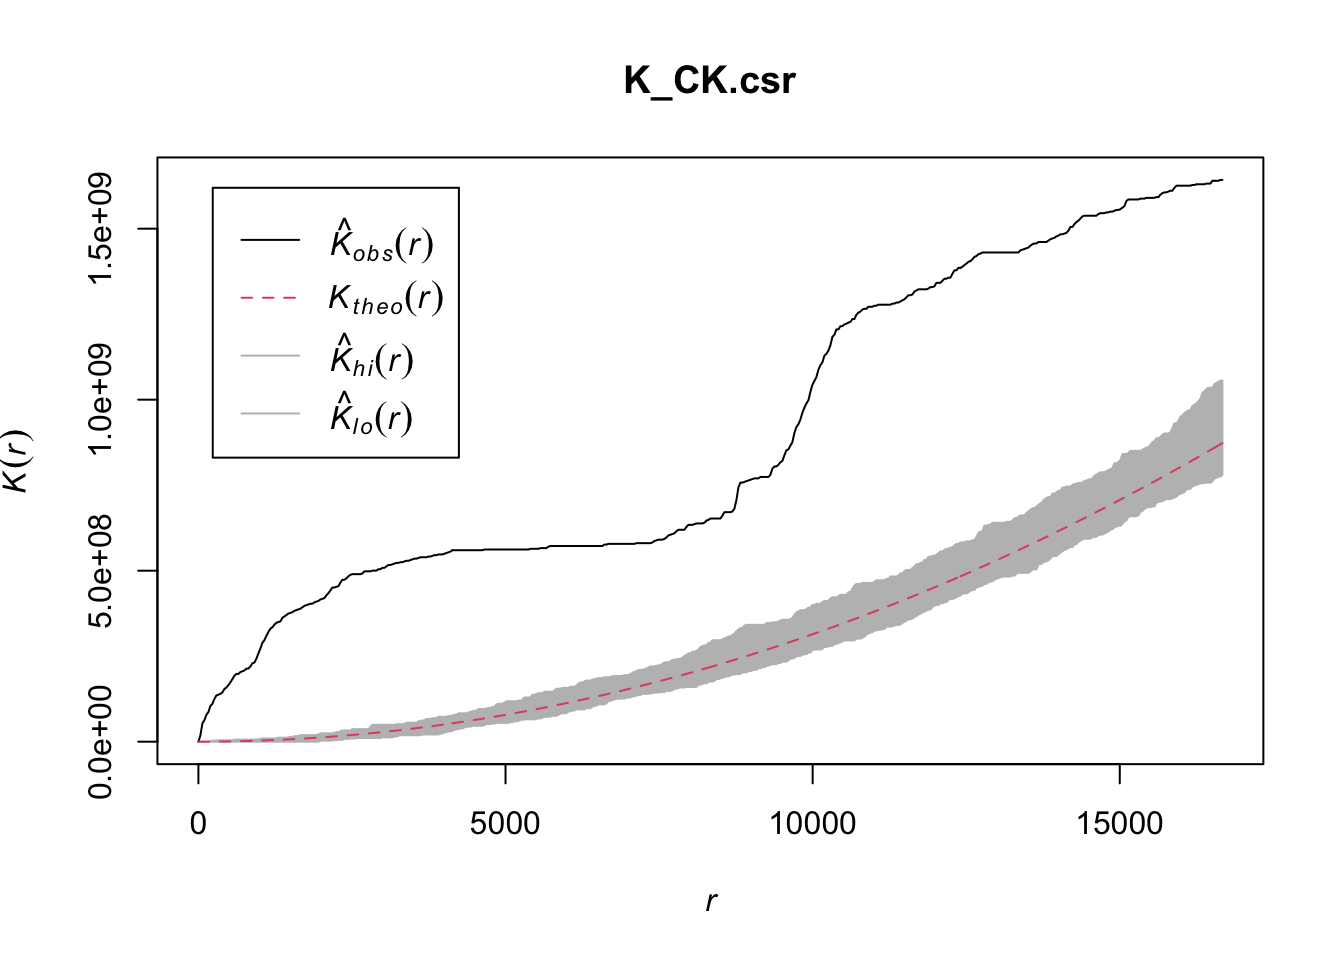 K_CK.csr
K(r)
0.0e+00
5.0e+08
1.0e+09
1.5e+09
K̂obs(r)
Ktheo(r)
K̂hi(r)
K̂lo(r)
0 5000 10000 15000
r